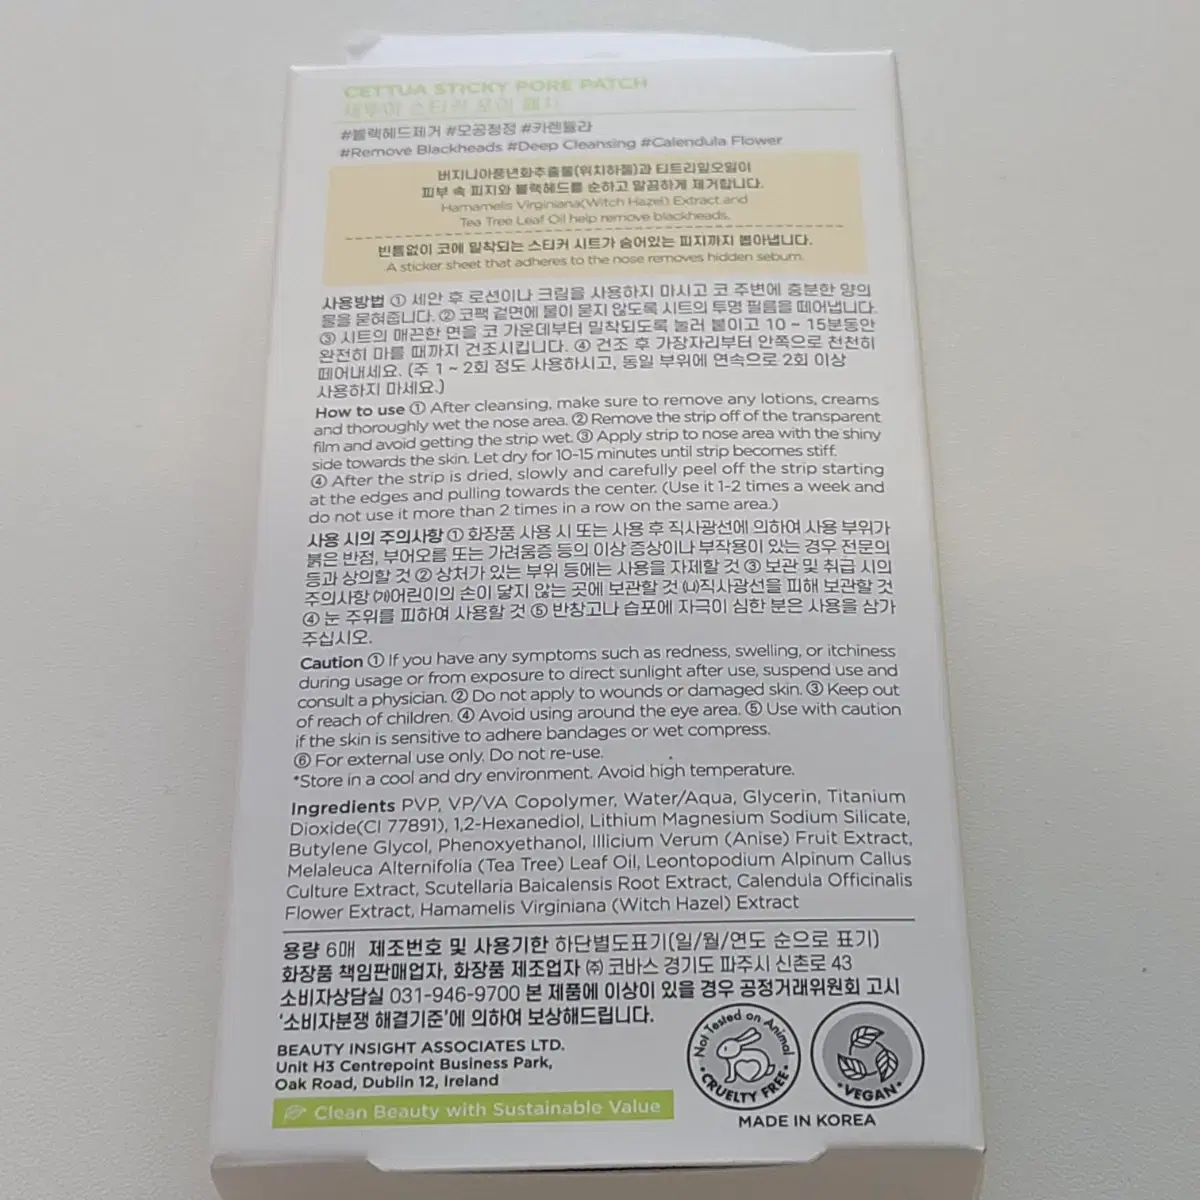 CETTUA STICKY PORE PATCH
세투아 스티키 포어 패치
#블랙헤드제거 #모공청정 #카렌듈라
#Remove Blackheads #Deep Cleansing #Calendula Flower
버지니아풍년화추출물(위치하젤)과 티트리잎오일이
피부 속 피지와 블랙헤드를 순하고 말끔하게 제거합니다.
Hamamelis Virginiana(Witch Hazel) Extract and
Tea Tree Leaf Oil help remove blackheads.
빈틈없이 코에 밀착되는 스티커 시트가 숨어있는 피지까지 뽑아냅니다.
A sticker sheet that adheres to the nose removes hidden sebum.
사용방법 ① 세안 후 로션이나 크림을 사용하지 마시고 코 주변에 충분한 양의
물을 묻혀줍니다. ② 코팩 겉면에 물이 묻지 않도록 시트의 투명 필름을 떼어냅니다.
③ 시트의 매끈한 면을 코 가운데부터 밀착되도록 눌러 붙이고 10 ~ 15분동안
완전히 마를 때까지 건조시킵니다. ④ 건조 후 가장자리부터 안쪽으로 천천히
떼어내세요. (주 1 ~ 2회 정도 사용하시고, 동일 부위에 연속으로 2회 이상
사용하지 마세요.)
How to use ① After cleansing, make sure to remove any lotions, creams
and thoroughly wet the nose area. ② Remove the strip off of the transparent
film and avoid getting the strip wet. ③ Apply strip to nose area with the shiny
side towards the skin. Let dry for 10-15 minutes until strip becomes stiff.
④ After the strip is dried, slowly and carefully peel off the strip starting
at the edges and pulling towards the center. (Use it 1-2 times a week and
do not use it more than 2 times in a row on the same area.)
사용 시의 주의사항 ① 화장품 사용 시 또는 사용 후 직사광선에 의하여 사용 부위가
붉은 반점, 부어오름 또는 가려움증 등의 이상 증상이나 부작용이 있는 경우 전문의
등과 상의할 것 ② 상처가 있는 부위 등에는 사용을 자제할 것 ③ 보관 및 취급 시의
주의사항 ㈎어린이의 손이 닿지 않는 곳에 보관할 것 ㈏직사광선을 피해 보관할 것
④ 눈 주위를 피하여 사용할 것 ⑤ 반창고나 습포에 자극이 심한 분은 사용을 삼가
주십시오.
Caution ① If you have any symptoms such as redness, swelling, or itchiness
during usage or from exposure to direct sunlight after use, suspend use and
consult a physician. ② Do not apply to wounds or damaged skin. ③ Keep out
of reach of children. ④ Avoid using around the eye area. ⑤ Use with caution
if the skin is sensitive to adhere bandages or wet compress.
⑥ For external use only. Do not re-use.
*Store in a cool and dry environment. Avoid high temperature.
Ingredients PVP, VP/VA Copolymer, Water/Aqua, Glycerin, Titanium
Dioxide(CI 77891), 1,2-Hexanediol, Lithium Magnesium Sodium Silicate,
Butylene Glycol, Phenoxyethanol, Illicium Verum (Anise) Fruit Extract,
Melaleuca Alternifolia (Tea Tree) Leaf Oil, Leontopodium Alpinum Callus
Culture Extract, Scutellaria Baicalensis Root Extract, Calendula Officinalis
Flower Extract, Hamamelis Virginiana (Witch Hazel) Extract
용량 6매 제조번호 및 사용기한 하단별도표기(일/월/연도 순으로 표기)
화장품 책임판매업자, 화장품 제조업자 ㈜ 코바스 경기도 파주시 신촌로 43
소비자상담실 031-946-9700 본 제품에 이상이 있을 경우 공정거래위원회 고시
'소비자분쟁 해결기준'에 의하여 보상해드립니다.
BEAUTY INSIGHT ASSOCIATES LTD.
Unit H3 Centrepoint Business Park,
Oak Road, Dublin 12, Ireland
Clean Beauty with Sustainable Value
Not Tested on Animal
CRUELTY FREE
VEGAN
MADE IN KOREA